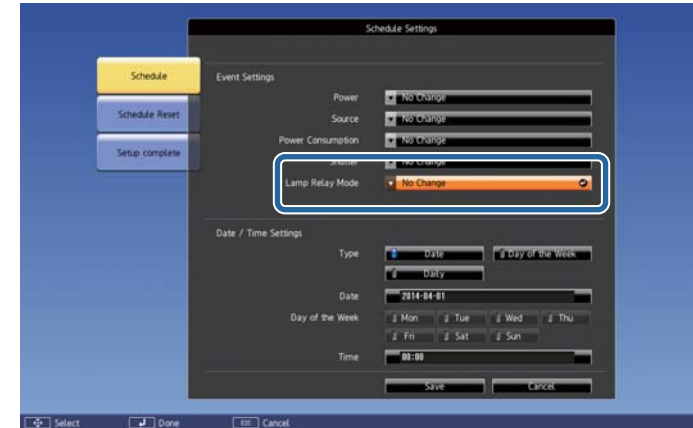 Schedule Settings
Schedule
Schedule Reset
Setup complete
Event Settings
Power No Change
Source No Change
Power Consumption No Change
Shutter No Change
Lamp Relay Mode No Change
Date / Time Settings
Type Date Day of the Week
Daily
Date 2014-04-01
Day of the Week Mon Tue Wed Thu
Fri Sat Sun
Time 00:00
Save Cancel
Select Done Esc Cancel